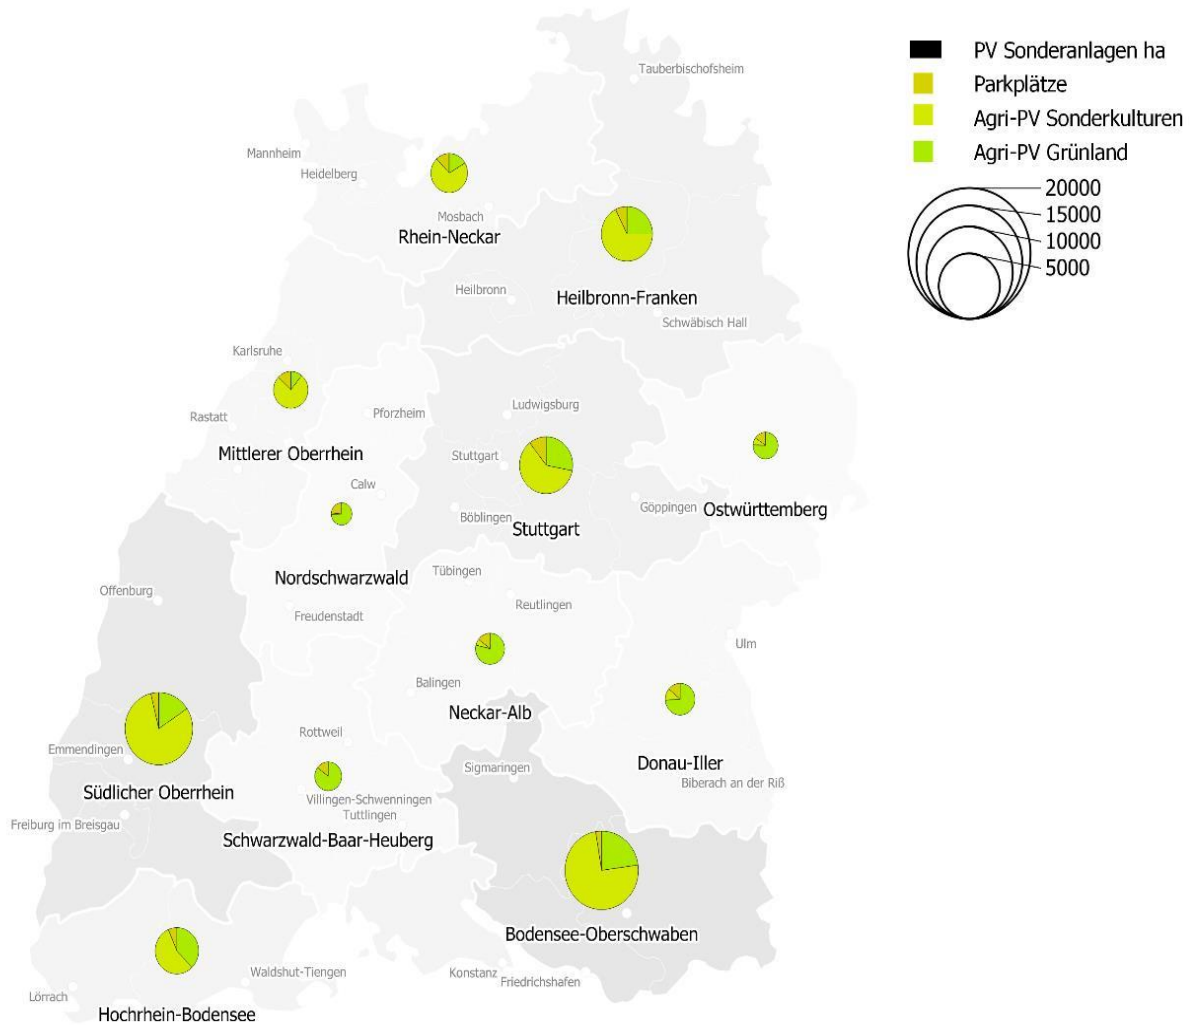 PV Sonderanlagen ha
Parkplätze
Agri-PV Sonderkulturen
Agri-PV Grünland
20000
15000
10000
5000
Tauberbischofsheim
Mannheim
Heidelberg
Mosbach
Rhein-Neckar
Heilbronn
Heilbronn-Franken
Schwäbisch Hall
Karlsruhe
Rastatt
Pforzheim
Ludwigsburg
Mittlerer Oberrhein
Stuttgart
Calw
Böblingen
Stuttgart
Göppingen
Ostwürttemberg
Nordschwarzwald
Tübingen
Offenburg
Freudenstadt
Reutlingen
Ulm
Balingen
Neckar-Alb
Rottweil
Emmendingen
Sigmaringen
Donau-Iller
Biberach an der Riß
Südlicher Oberrhein
Villingen-Schwenningen
Tuttlingen
Freiburg im Breisgau
Schwarzwald-Baar-Heuberg
Bodensee-Oberschwaben
Waldshut-Tiengen
Konstanz
Friedrichshafen
Lörrach
Hochrhein-Bodensee